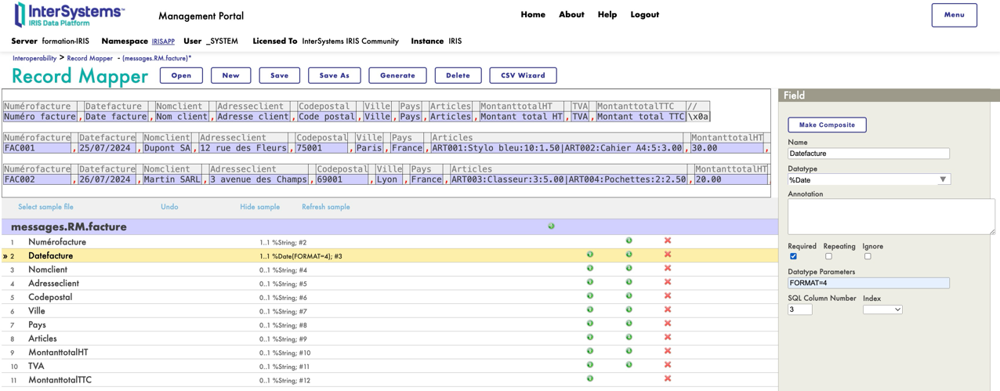 InterSystems™
IRIS Data Platform
Management Portal
Home About Help Logout
Menu
Server formation-IRIS Namespace IRISAPP User _SYSTEM Licensed To InterSystems IRIS Community Instance IRIS
Interoperability > Record Mapper - (messages.RM.facture)*
Record Mapper Open New Save Save As Generate Delete CSV Wizard
Numérofacture Datefacture Nomclient Adresseclient Codepostal Ville Pays Articles MontanttotalHT TVA MontanttotalTTC //
Numéro facture,Date facture,Nom client,Adresse client,Code postal,Ville,Pays,Articles,Montant total HT,TVA,Montant total TTC\x0a
Numérofacture Datefacture Nomclient Adresseclient Codepostal Ville Pays Articles MontanttotalHT
FAC001,25/07/2024,Dupont SA,12 rue des Fleurs,75001,Paris,France,ART001:Stylo bleu:10:1.50|ART002:Cahier A4:5:3.00,30.00,
Numérofacture Datefacture Nomclient Adresseclient Codepostal Ville Pays Articles MontanttotalHT
FAC002,26/07/2024,Martin SARL,3 avenue des Champs,69001,Lyon,France,ART003:Classeur:3:5.00|ART004:Pochettes:2:2.50,20.00
Select sample file Undo Hide sample Refresh sample
messages.RM.facture
1 Numérofacture 1..1 %String; #2
» 2 Datefacture 1..1 %Date(FORMAT=4); #3
3 Nomclient 0..1 %String; #4
4 Adresseclient 0..1 %String; #5
5 Codepostal 0..1 %String; #6
6 Ville 0..1 %String; #7
7 Pays 0..1 %String; #8
8 Articles 0..1 %String; #9
9 MontanttotalHT 0..1 %String; #10
10 TVA 0..1 %String; #11
11 MontanttotalTTC 0..1 %String; #12
Field
Make Composite
Name
Datefacture
Datatype
%Date
Annotation
Required Repeating Ignore
Datatype Parameters
FORMAT=4
SQL Column Number Index
3